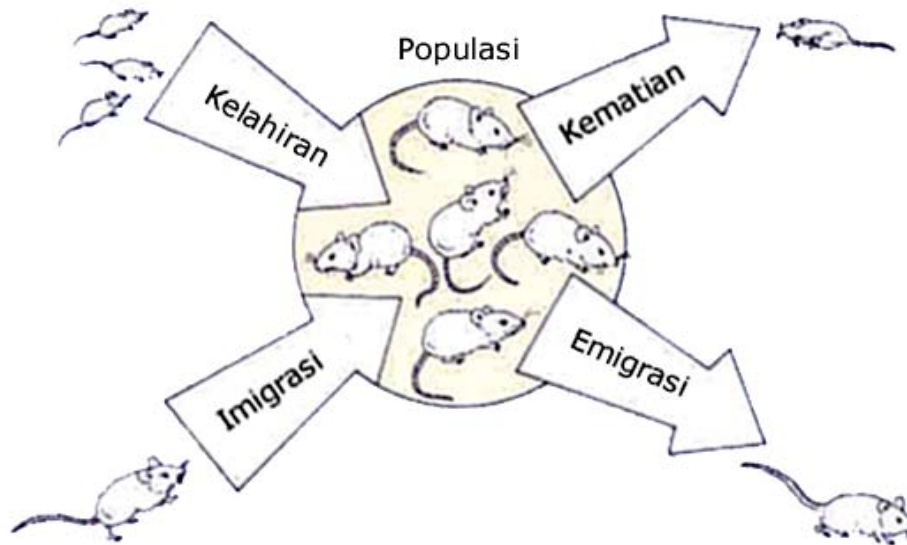 Populasi
Kelahiran
Kematian
Imigrasi
Emigrasi